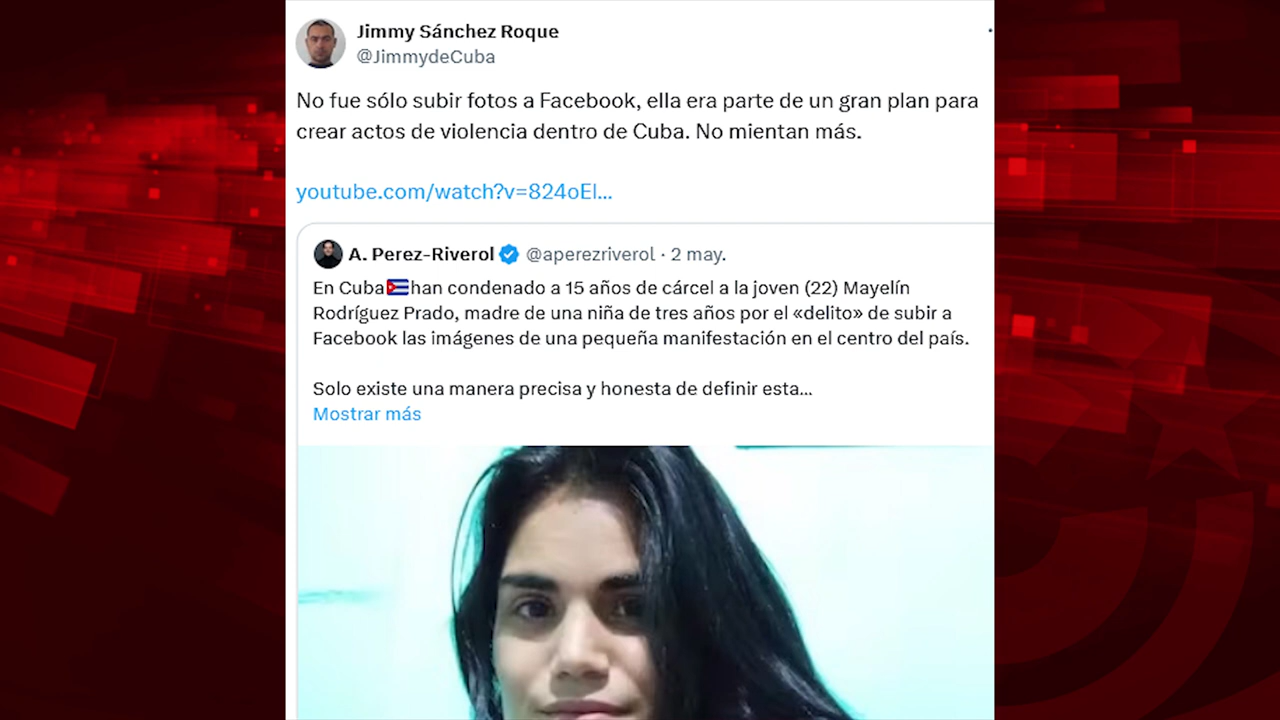 Jimmy Sánchez Roque
@JimmydeCuba
No fue sólo subir fotos a Facebook, ella era parte de un gran plan para
crear actos de violencia dentro de Cuba. No mientan más.
youtube.com/watch?v=824oEl...
A. Perez-Riverol @aperezriverol · 2 may.
En Cuba🇨🇺han condenado a 15 años de cárcel a la joven (22) Mayelín
Rodríguez Prado, madre de una niña de tres años por el «delito» de subir a
Facebook las imágenes de una pequeña manifestación en el centro del país.
Solo existe una manera precisa y honesta de definir esta...
Mostrar más